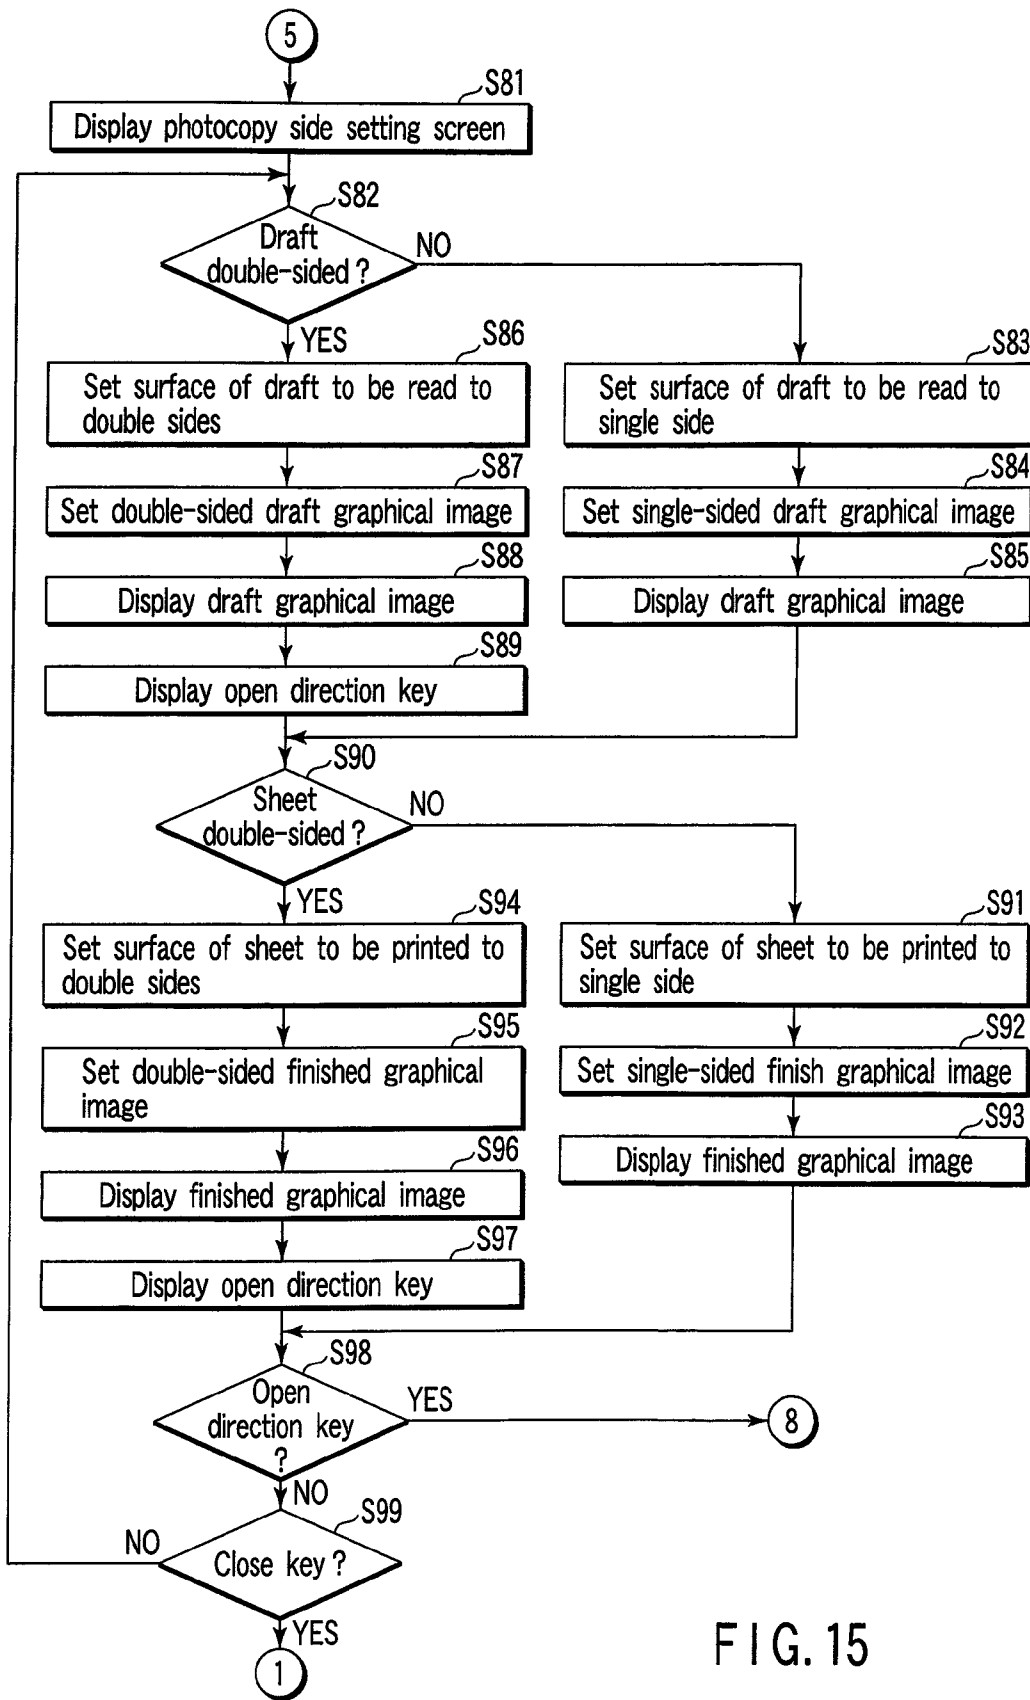 5
S81
Display photocopy side setting screen
S82
Draft
double-sided ?
NO
YES
S86
Set surface of draft to be read to
double sides
S83
Set surface of draft to be read to
single side
S87
Set double-sided draft graphical image
S84
Set single-sided draft graphical image
S88
Display draft graphical image
S85
Display draft graphical image
S89
Display open direction key
S90
Sheet
double-sided ?
NO
YES
S94
Set surface of sheet to be printed to
double sides
S91
Set surface of sheet to be printed to
single side
S95
Set double-sided finished graphical
image
S92
Set single-sided finish graphical image
S96
Display finished graphical image
S93
Display finished graphical image
S97
Display open direction key
S98
Open
direction key
?
YES
8
NO
S99
Close key ?
NO
YES
1
FIG. 15